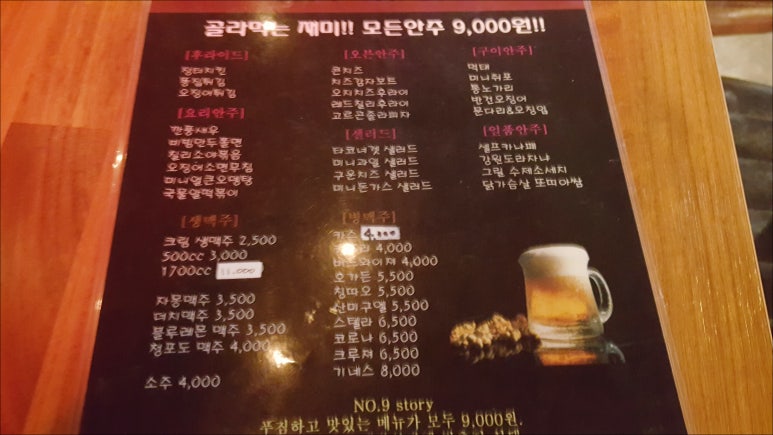 골라먹는 재미!! 모든안주 9,000원!!
[후라이드]
장터치킨
통집튀김
오징어튀김
[요리안주]
깐풍새우
비빔만두쫄면
칠리소야볶음
오징어소면무침
미니얼큰오뎅탕
국물얼떡볶이
[오븐안주]
콘치즈
치즈감자보트
오지치즈후라이
레드칠리후라이
고르곤졸라피자
[샐러드]
타코너겟 샐러드
미니과일 샐러드
구운치즈 샐러드
미니돈가스 샐러드
[구이안주]
먹태
미니쥐포
통노가리
반건오징어
문다리&오징입
[일품안주]
셀프카나페
강원도라자냐
그릴 수제소세지
닭가슴살 또띠아쌈
[생맥주]
크림 생맥주 2,500
500cc 3,000
1700cc 11,000
자몽맥주 3,500
더치맥주 3,500
블루레몬 맥주 3,500
청포도 맥주 4,000
소주 4,000
[병맥주]
카스 4,000
4,000
버드와이져 4,000
호가든 5,500
칭따오 5,500
산미구엘 5,500
스텔라 6,500
코로나 6,500
크루져 6,500
기네스 8,000
NO.9 story
푸짐하고 맛있는 메뉴가 모두 9,000원.